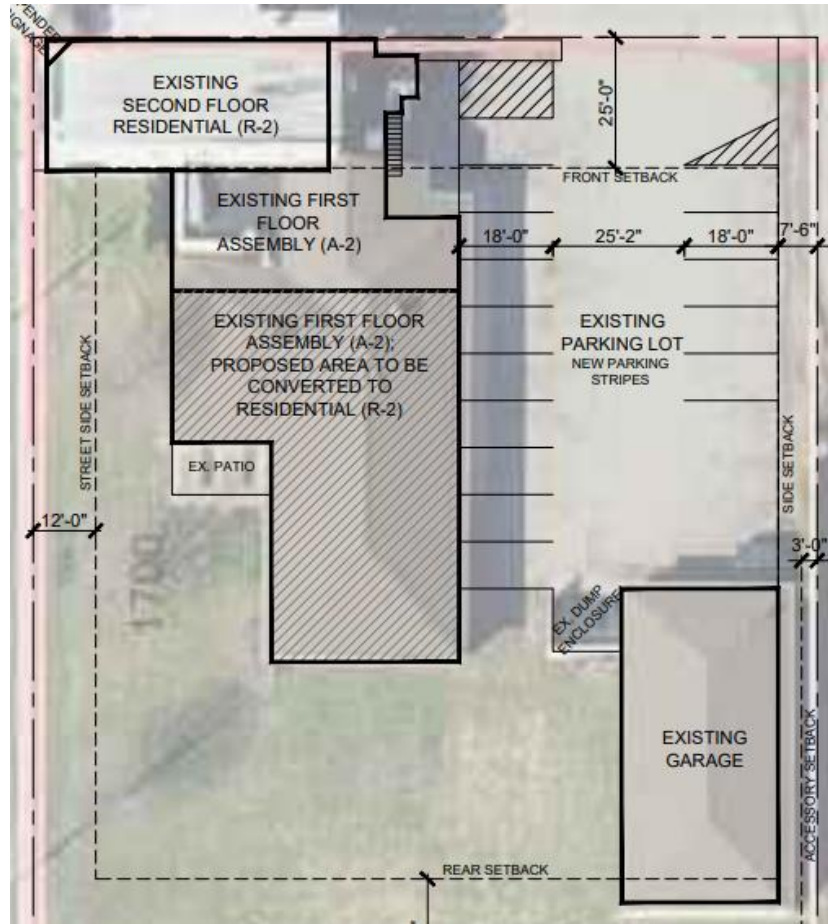 EXISTING
SECOND FLOOR
RESIDENTIAL (R-2)
25'-0"
FRONT SETBACK
EXISTING FIRST
FLOOR
ASSEMBLY (A-2)
18'-0"
25'-2"
18'-0"
7'-6"
EXISTING FIRST FLOOR
ASSEMBLY (A-2);
PROPOSED AREA TO BE
CONVERTED TO
RESIDENTIAL (R-2)
EXISTING
PARKING LOT
NEW PARKING
STRIPES
STREET SIDE SETBACK
SIDE SETBACK
EX. PATIO
12'-0"
3'-0"
1700
EX. DUMP
ENCLOSURE
EXISTING
GARAGE
ACCESSORY SETBACK
REAR SETBACK